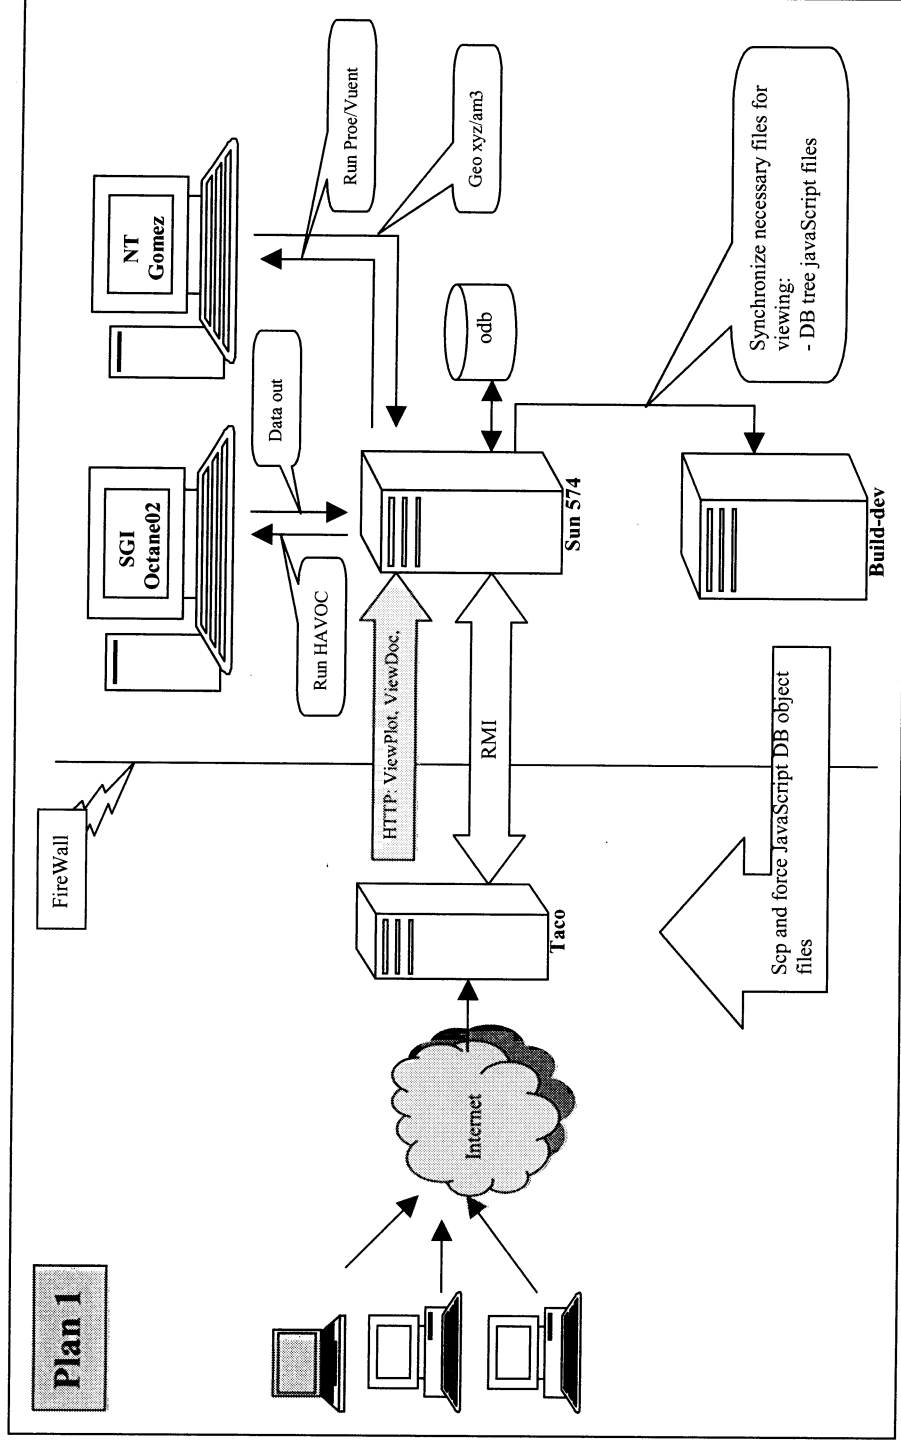 Plan 1
FireWall
SGI
Octane02
NT
Gomez
Run HAVOC
Data out
Run Proe/Vuent
Geo xyz/am3
HTTP: ViewPlot, ViewDoc,
RMI
Internet
Taco
Sun 574
odb
Synchronize necessary files for
viewing:
- DB tree javaScript files
Scp and force JavaScript DB object
files
Build-dev